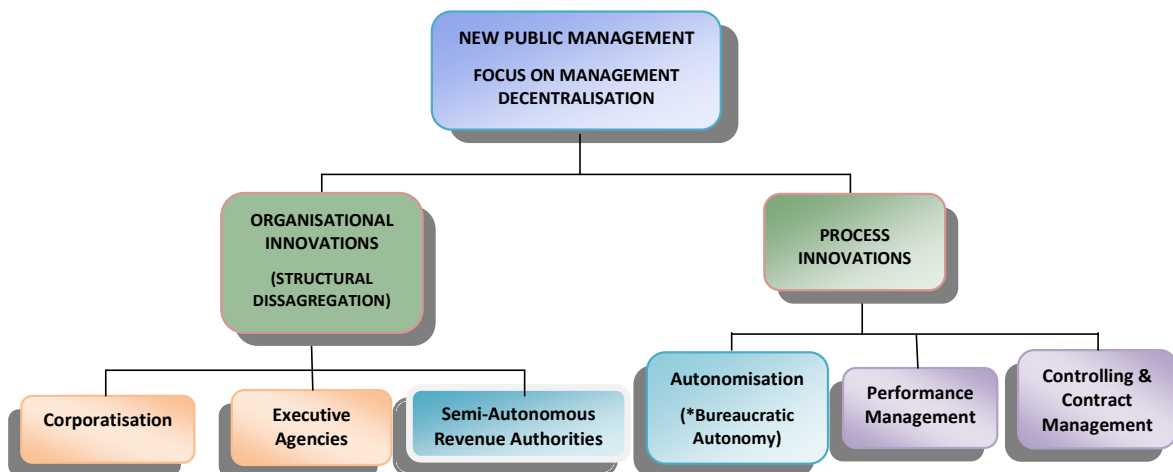 NEW PUBLIC MANAGEMENT
FOCUS ON MANAGEMENT
DECENTRALISATION
ORGANISATIONAL
INNOVATIONS
(STRUCTURAL
DISSAGREGATION)
PROCESS
INNOVATIONS
Corporatisation
Executive
Agencies
Semi-Autonomous
Revenue Authorities
Autonomisation
(*Bureaucratic
Autonomy)
Performance
Management
Controlling &
Contract
Management